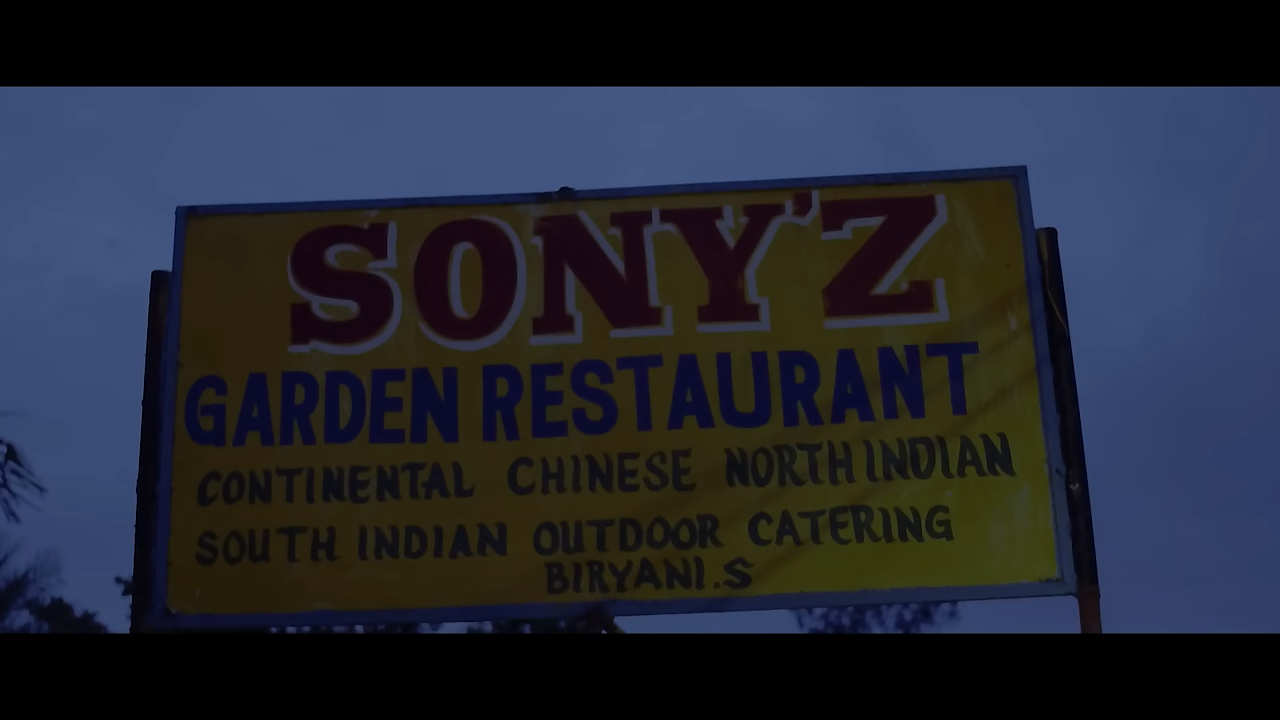 SONY'Z
GARDEN RESTAURANT
CONTINENTAL CHINESE NORTH INDIAN
SOUTH INDIAN OUTDOOR CATERING
BIRYANI.S